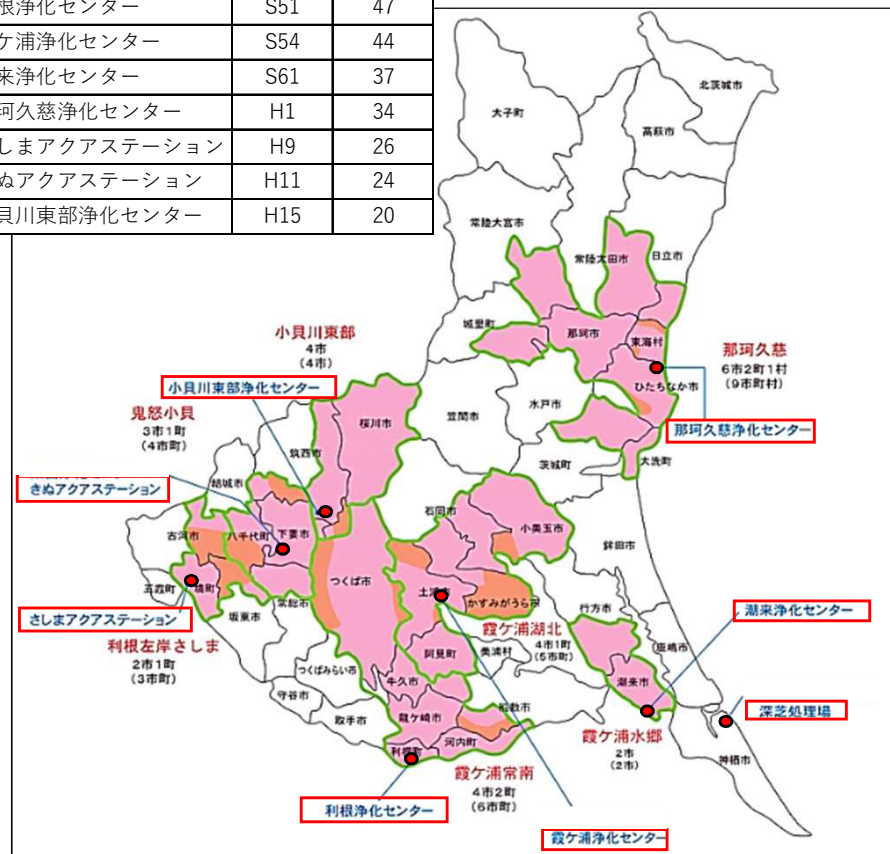 根浄化センター S51 47
ケ浦浄化センター S54 44
来浄化センター S61 37
珂久慈浄化センター H1 34
しまアクアステーション H9 26
ぬアクアステーション H11 24
貝川東部浄化センター H15 20
北茨城市
大子町
高萩市
常陸大宮市
常陸太田市
日立市
城里町
那珂市
東海村
小貝川東部
4市
(4市)
那珂久慈
6市2町1村
(9市町村)
小貝川東部浄化センター
ひたちなか市
鬼怒小貝
3市1町
(4市町)
桜川市
笠間市
水戸市
那珂久慈浄化センター
筑西市
茨城町
大洗町
結城市
きぬアクアステーション
石岡市
小美玉市
古河市
八千代町
下妻市
鉾田市
つくば市
五霞町
境町
土浦市
かすみがうら市
常総市
行方市
さしまアクアステーション
坂東市
潮来浄化センター
霞ケ浦湖北
4市1町
(5市町)
利根左岸さしま
2市1町
(3市町)
阿見町
美浦村
鹿嶋市
つくばみらい市
牛久市
潮来市
守谷市
稲敷市
取手市
龍ケ崎市
深芝処理場
河内町
利根町
霞ケ浦水郷
2市
(2市)
神栖市
霞ケ浦常南
4市2町
(6市町)
利根浄化センター
霞ケ浦浄化センター